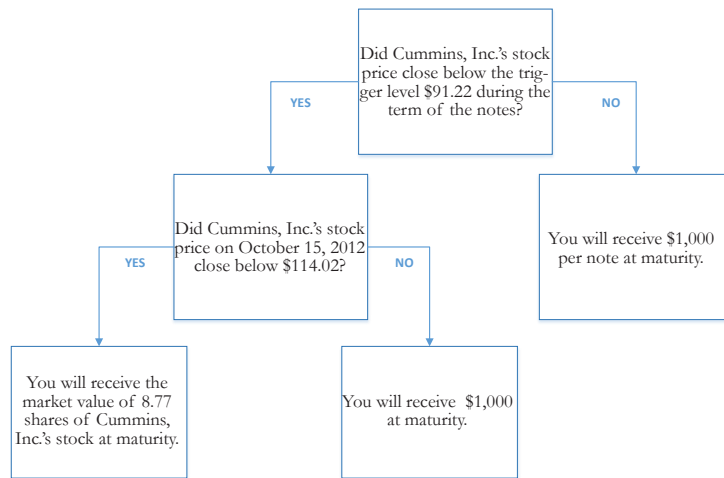 Did Cummins, Inc.'s stock
price close below the trig-
ger level $91.22 during the
term of the notes?
YES
NO
Did Cummins, Inc.'s stock
price on October 15, 2012
close below $114.02?
You will receive $1,000
per note at maturity.
YES
NO
You will receive the
market value of 8.77
shares of Cummins,
Inc.'s stock at maturity.
You will receive $1,000
at maturity.